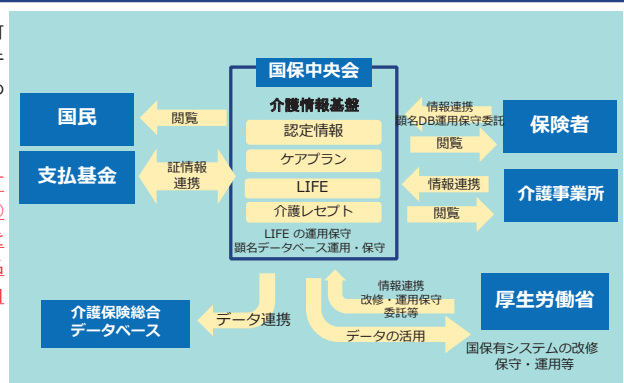 国保中央会
介護情報基盤
認定情報
ケアプラン
LIFE
介護レセプト
LIFE の運用保守
顕名データベース運用・保守
国民
閲覧
支払基金
証情報
連携
情報連携
顕名DB運用保守委託
閲覧
保険者
情報連携
閲覧
介護事業所
介護保険総合
データベース
データ連携
情報連携
改修・運用保守
委託等
データの活用
厚生労働省
国保有システムの改修
保守・運用等